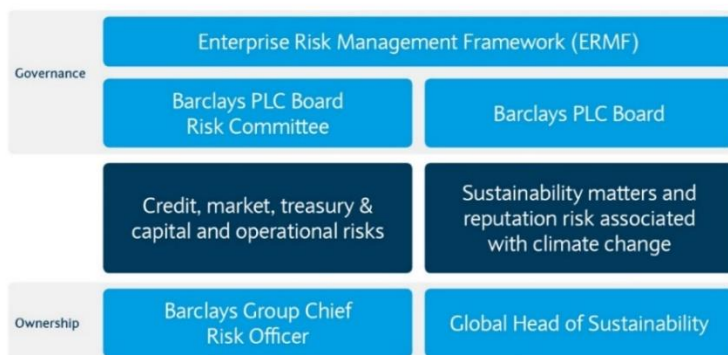 Enterprise Risk Management Framework (ERMF)
Governance
Barclays PLC Board
Risk Committee
Barclays PLC Board
Credit, market, treasury &
capital and operational risks
Sustainability matters and
reputation risk associated
with climate change
Ownership
Barclays Group Chief
Risk Officer
Global Head of Sustainability